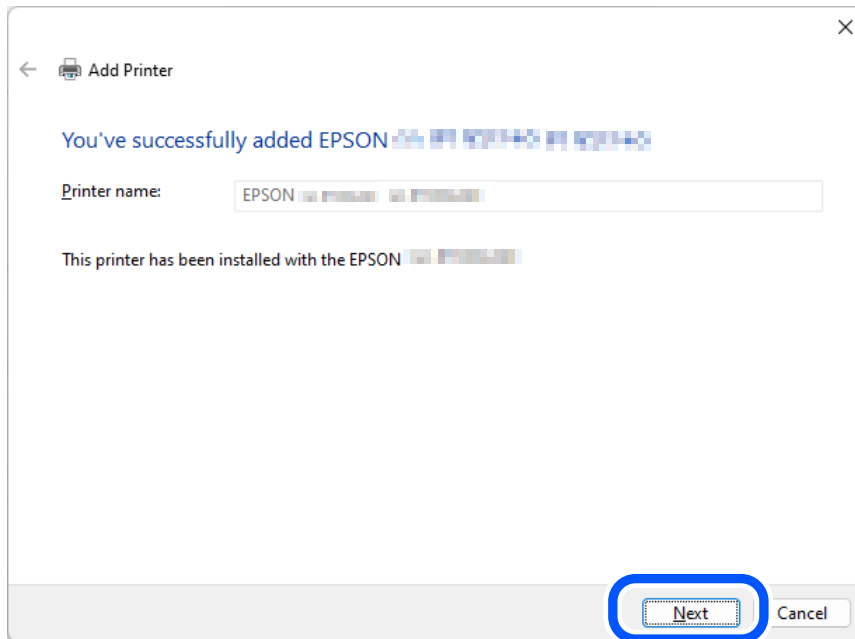 Add Printer
You've successfully added EPSON
Printer name:
EPSON
This printer has been installed with the EPSON
Next
Cancel